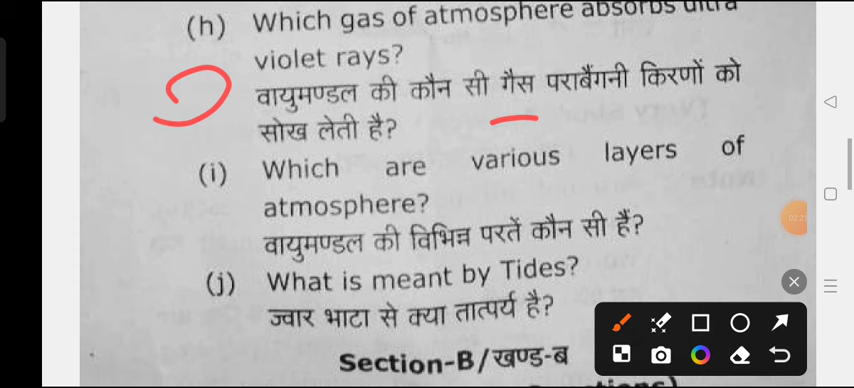 (h) Which gas of atmosphere absorbs ultra
violet rays?
वायुमण्डल की कौन सी गैस पराबैंगनी किरणों को
सोख लेती है?
(i) Which are various layers of
atmosphere?
वायुमण्डल की विभिन्न परतें कौन सी हैं?
(j) What is meant by Tides?
ज्वार भाटा से क्या तात्पर्य है?
Section-B/खण्ड-ब